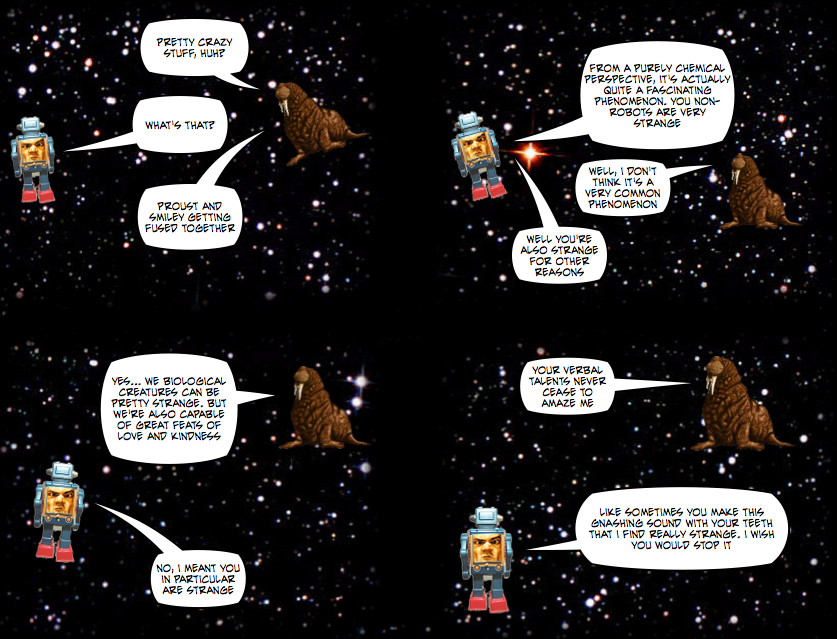 PRETTY CRAZY
STUFF, HUH?
WHAT'S THAT?
PROUST AND
SMILEY GETTING
FUSED TOGETHER
FROM A PURELY CHEMICAL
PERSPECTIVE, IT'S ACTUALLY
QUITE A FASCINATING
PHENOMENON. YOU NON-
ROBOTS ARE VERY
STRANGE
WELL, I DON'T
THINK IT'S A
VERY COMMON
PHENOMENON
WELL YOU'RE
ALSO STRANGE
FOR OTHER
REASONS
YES... WE BIOLOGICAL
CREATURES CAN BE
PRETTY STRANGE. BUT
WE'RE ALSO CAPABLE
OF GREAT FEATS OF
LOVE AND KINDNESS
NO, I MEANT YOU
IN PARTICULAR
ARE STRANGE
YOUR VERBAL
TALENTS NEVER
CEASE TO
AMAZE ME
LIKE SOMETIMES YOU MAKE THIS
GNASHING SOUND WITH YOUR TEETH
THAT I FIND REALLY STRANGE. I WISH
YOU WOULD STOP IT